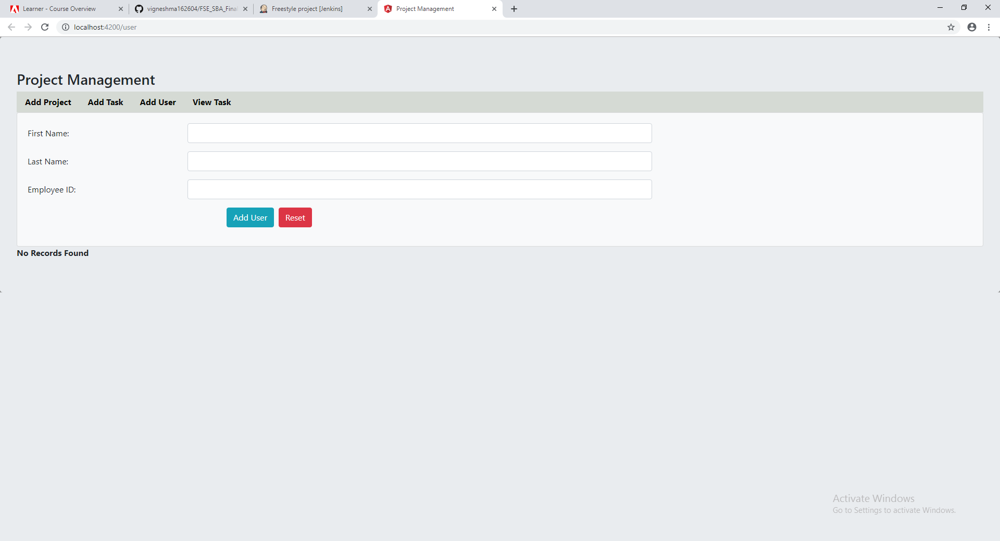 Learner - Course Overview
vigneshma162604/FSE_SBA_Final
Freestyle project [Jenkins]
Project Management
localhost:4200/user
Project Management
Add Project Add Task Add User View Task
First Name:
Last Name:
Employee ID:
Add User Reset
No Records Found
Activate Windows
Go to Settings to activate Windows.